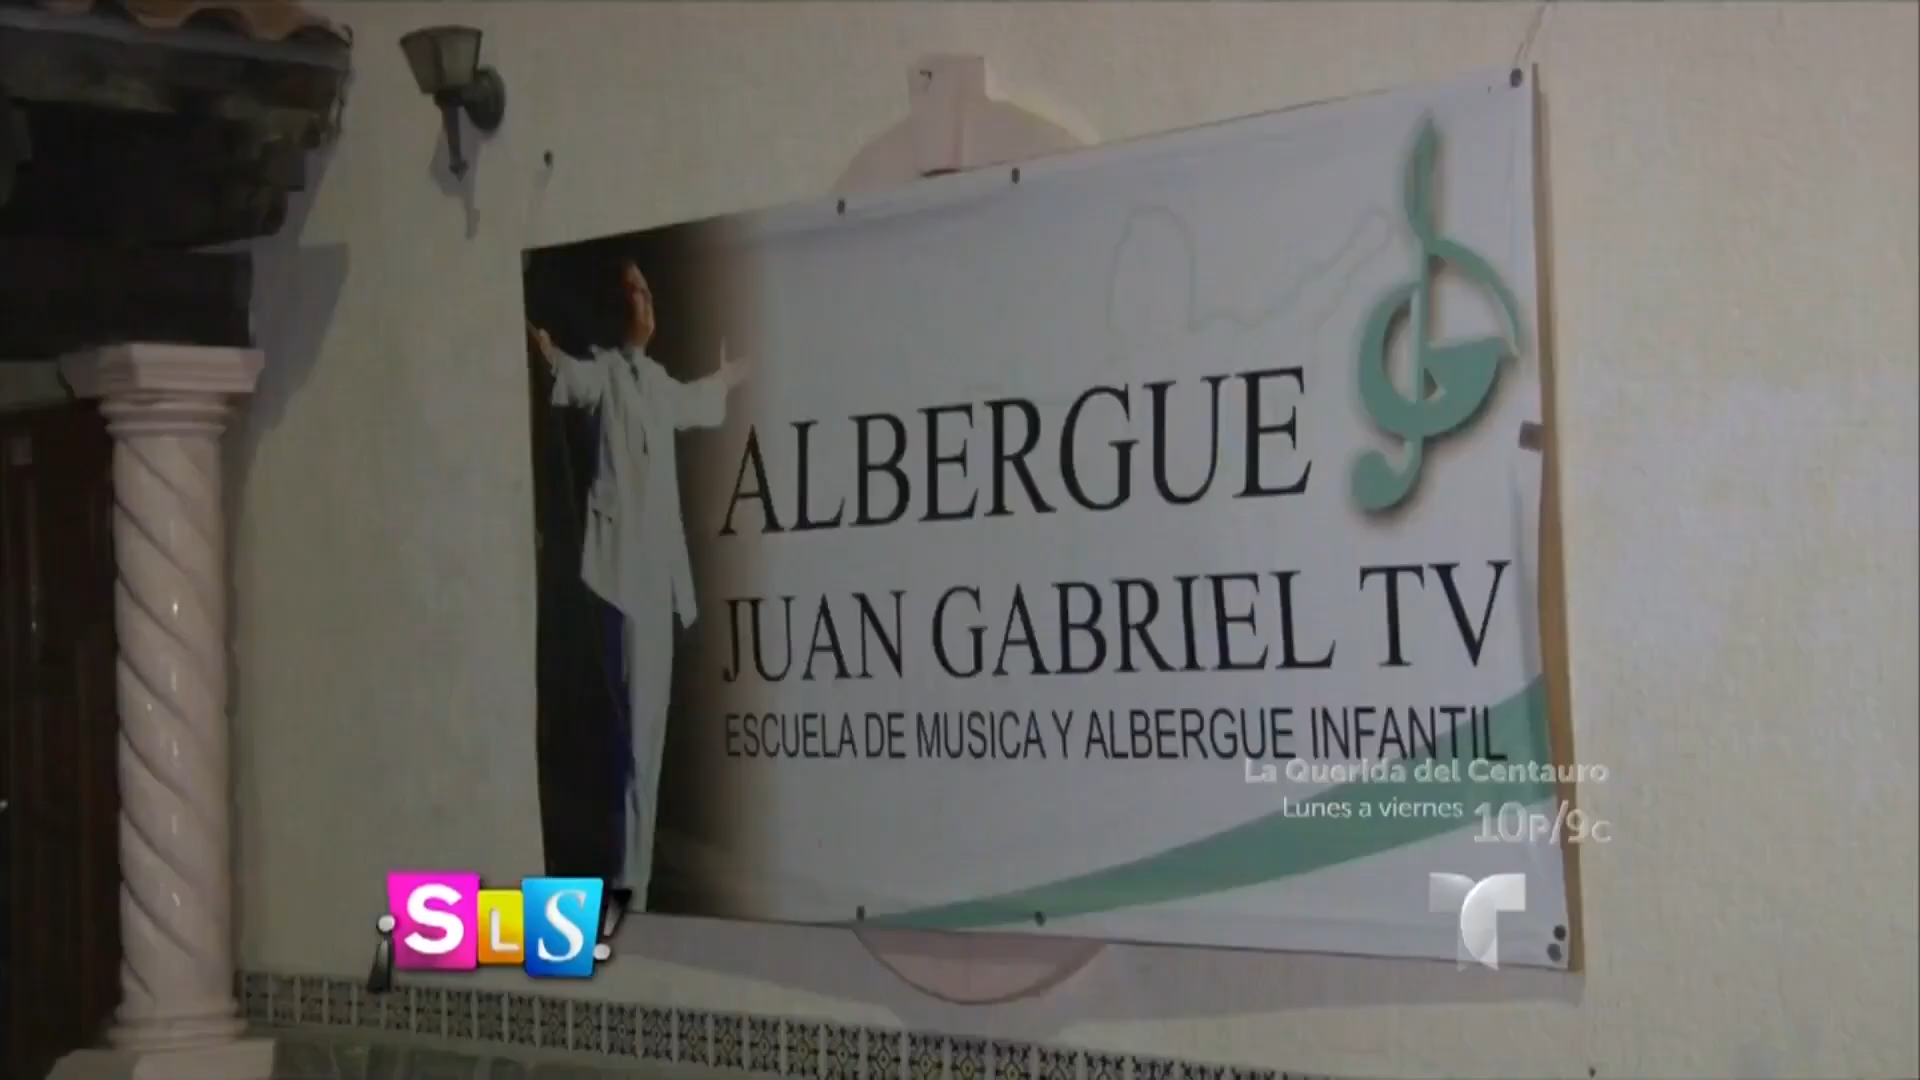 ALBERGUE
JUAN GABRIEL TV
ESCUELA DE MUSICA Y ALBERGUE INFANTIL
La Querida del Centauro
Lunes a viernes 10P/9C
¡SLS!
T